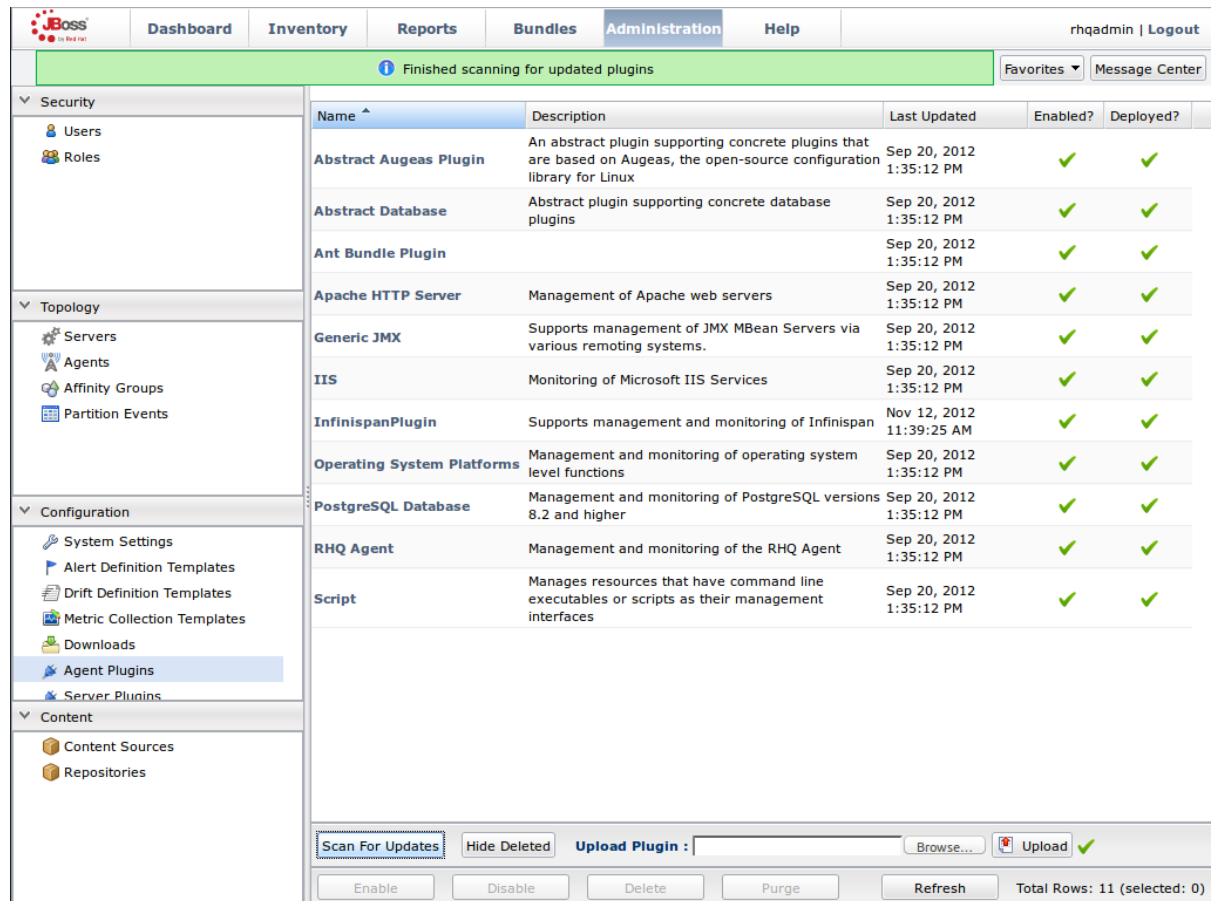 JBoss
by Red Hat
Dashboard Inventory Reports Bundles Administration Help rhqadmin | Logout
Finished scanning for updated plugins Favorites Message Center
Security
Users
Roles
Topology
Servers
Agents
Affinity Groups
Partition Events
Configuration
System Settings
Alert Definition Templates
Drift Definition Templates
Metric Collection Templates
Downloads
Agent Plugins
Server Plugins
Content
Content Sources
Repositories
Name Description Last Updated Enabled? Deployed?
Abstract Augeas Plugin
An abstract plugin supporting concrete plugins that
are based on Augeas, the open-source configuration
library for Linux
Sep 20, 2012
1:35:12 PM
Abstract Database
Abstract plugin supporting concrete database
plugins
Sep 20, 2012
1:35:12 PM
Ant Bundle Plugin
Sep 20, 2012
1:35:12 PM
Apache HTTP Server
Management of Apache web servers
Sep 20, 2012
1:35:12 PM
Generic JMX
Supports management of JMX MBean Servers via
various remoting systems.
Sep 20, 2012
1:35:12 PM
IIS
Monitoring of Microsoft IIS Services
Sep 20, 2012
1:35:12 PM
InfinispanPlugin
Supports management and monitoring of Infinispan
Nov 12, 2012
11:39:25 AM
Operating System Platforms
Management and monitoring of operating system
level functions
Sep 20, 2012
1:35:12 PM
PostgreSQL Database
Management and monitoring of PostgreSQL versions
8.2 and higher
Sep 20, 2012
1:35:12 PM
RHQ Agent
Management and monitoring of the RHQ Agent
Sep 20, 2012
1:35:12 PM
Script
Manages resources that have command line
executables or scripts as their management
interfaces
Sep 20, 2012
1:35:12 PM
Scan For Updates Hide Deleted Upload Plugin : Browse... Upload
Enable Disable Delete Purge Refresh Total Rows: 11 (selected: 0)